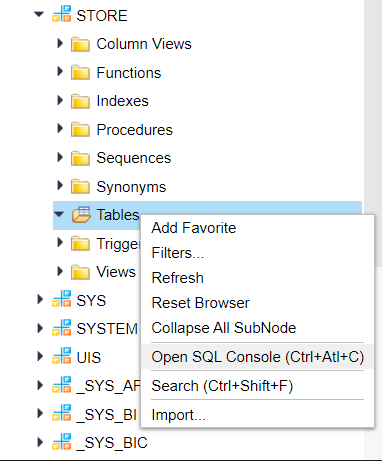 STORE
Column Views
Functions
Indexes
Procedures
Sequences
Synonyms
Tables
Add Favorite
Trigger
Filters...
Refresh
Views
Reset Browser
SYS
Collapse All SubNode
SYSTEM
UIS
Open SQL Console (Ctrl+Atl+C)
_SYS_AF
Search (Ctrl+Shift+F)
_SYS_BI
Import...
_SYS_BIC